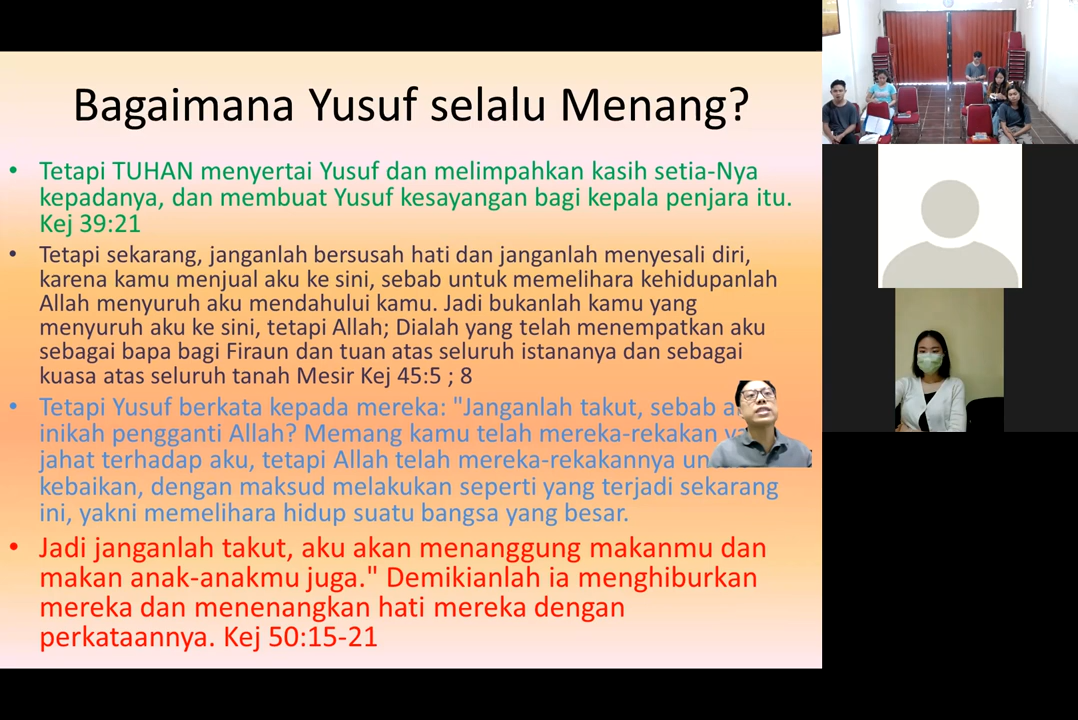 Bagaimana Yusuf selalu Menang?
• Tetapi TUHAN menyertai Yusuf dan melimpahkan kasih setia-Nya
kepadanya, dan membuat Yusuf kesayangan bagi kepala penjara itu.
Kej 39:21
• Tetapi sekarang, janganlah bersusah hati dan janganlah menyesali diri,
karena kamu menjual aku ke sini, sebab untuk memelihara kehidupanlah
Allah menyuruh aku mendahului kamu. Jadi bukanlah kamu yang
menyuruh aku ke sini, tetapi Allah; Dialah yang telah menempatkan aku
sebagai bapa bagi Firaun dan tuan atas seluruh istananya dan sebagai
kuasa atas seluruh tanah Mesir Kej 45:5 ; 8
• Tetapi Yusuf berkata kepada mereka: "Janganlah takut, sebab
inikah pengganti Allah? Memang kamu telah mereka-rekakan
jahat terhadap aku, tetapi Allah telah mereka-rekakannya
kebaikan, dengan maksud melakukan seperti yang terjadi sekarang
ini, yakni memelihara hidup suatu bangsa yang besar.
• Jadi janganlah takut, aku akan menanggung makanmu dan
makan anak-anakmu juga." Demikianlah ia menghiburkan
mereka dan menenangkan hati mereka dengan
perkataannya. Kej 50:15-21